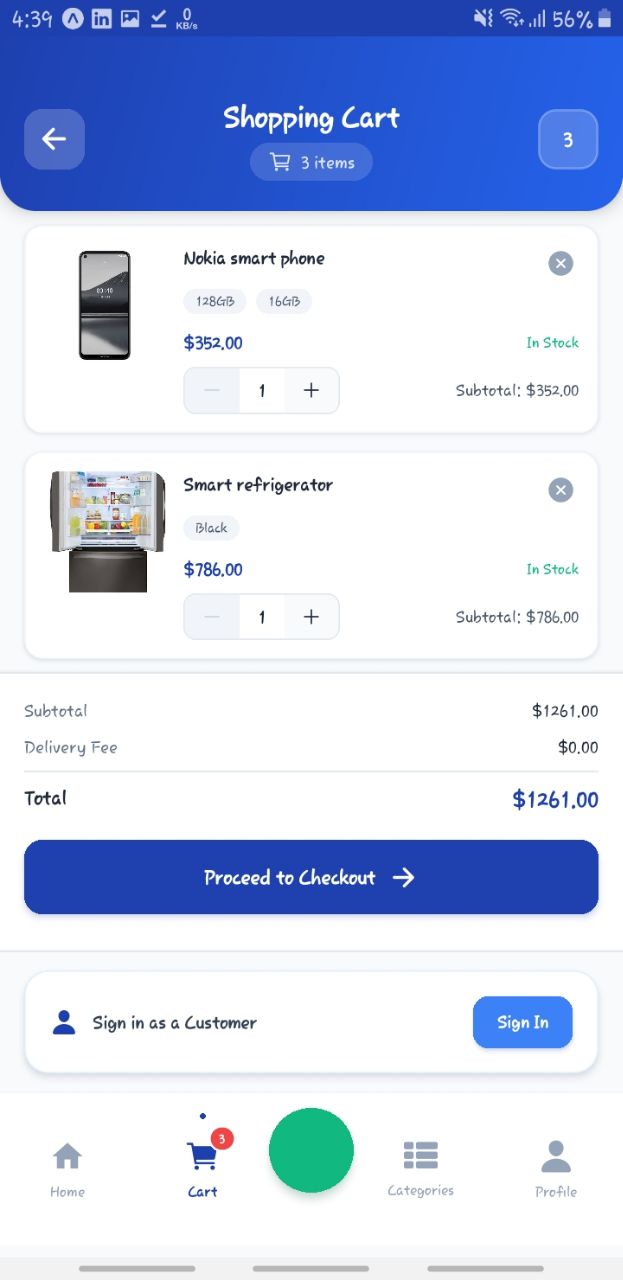 4:39
0
KB/s
56%
Shopping Cart
3 items
3
Nokia smart phone
128GB 16GB
$352.00
In Stock
1
Subtotal: $352.00
Smart refrigerator
Black
$786.00
In Stock
1
Subtotal: $786.00
Subtotal $1261.00
Delivery Fee $0.00
Total $1261.00
Proceed to Checkout
Sign in as a Customer
Sign In
3
Home
Cart
Categories
Profile